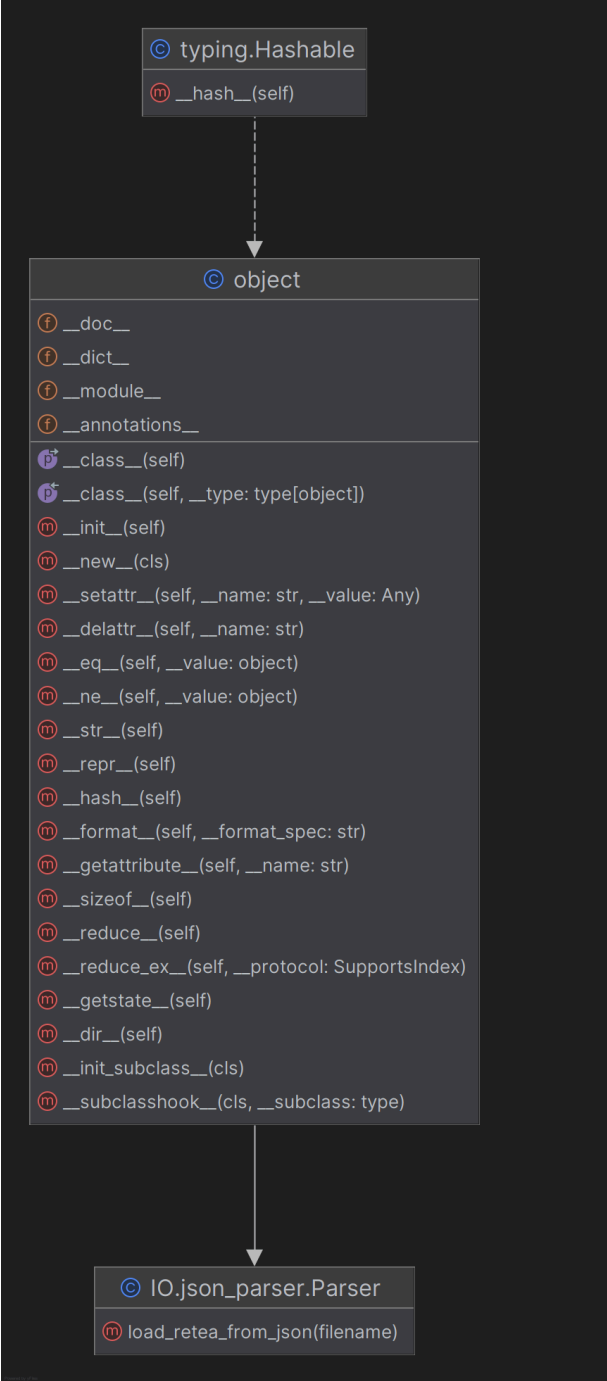 typing.Hashable
__hash__(self)
object
__doc__
__dict__
__module__
__annotations__
__class__(self)
__class__(self, __type: type[object])
__init__(self)
__new__(cls)
__setattr__(self, __name: str, __value: Any)
__delattr__(self, __name: str)
__eq__(self, __value: object)
__ne__(self, __value: object)
__str__(self)
__repr__(self)
__hash__(self)
__format__(self, __format_spec: str)
__getattribute__(self, __name: str)
__sizeof__(self)
__reduce__(self)
__reduce_ex__(self, __protocol: SupportsIndex)
__getstate__(self)
__dir__(self)
__init_subclass__(cls)
__subclasshook__(cls, __subclass: type)
IO.json_parser.Parser
load_retea_from_json(filename)